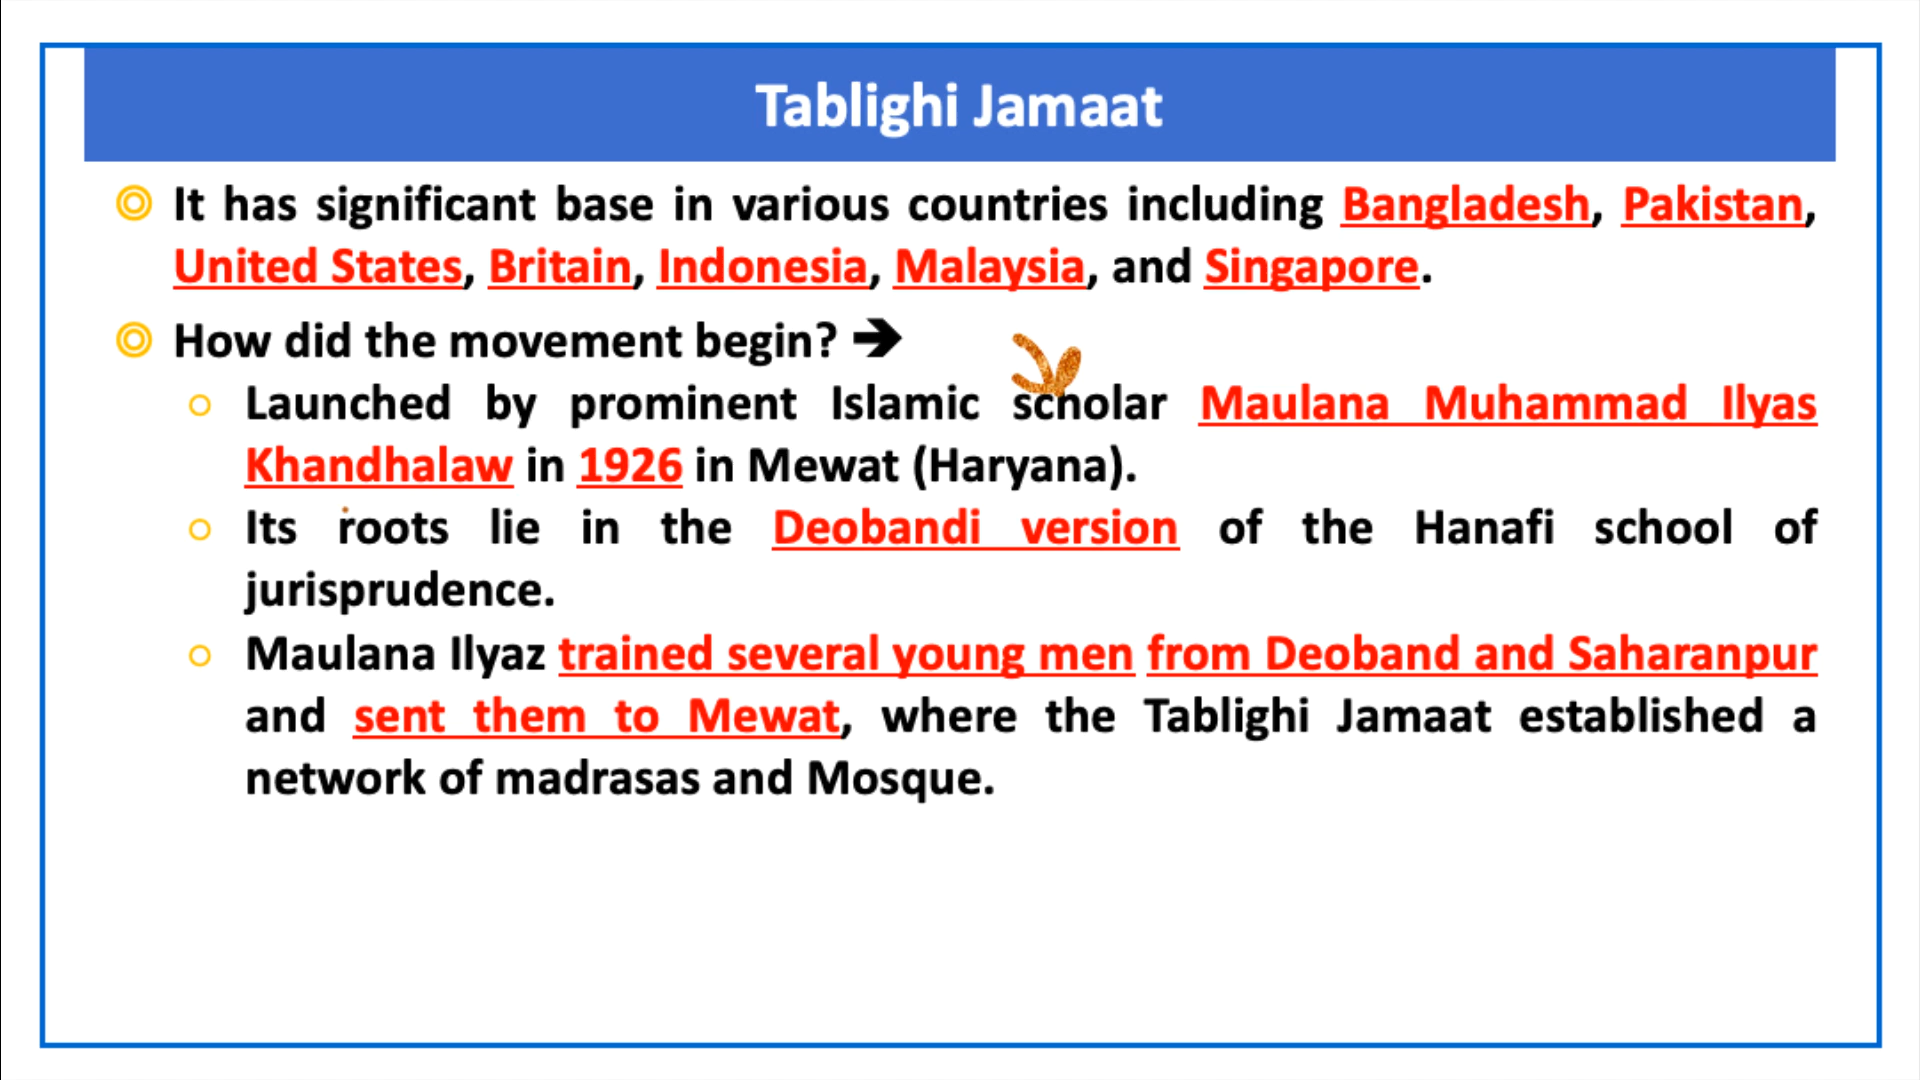 Tablighi Jamaat
It has significant base in various countries including Bangladesh, Pakistan,
United States, Britain, Indonesia, Malaysia, and Singapore.
How did the movement begin? ➔
Launched by prominent Islamic scholar Maulana Muhammad Ilyas
Khandhalaw in 1926 in Mewat (Haryana).
Its roots lie in the Deobandi version of the Hanafi school of
jurisprudence.
Maulana Ilyaz trained several young men from Deoband and Saharanpur
and sent them to Mewat, where the Tablighi Jamaat established a
network of madrasas and Mosque.